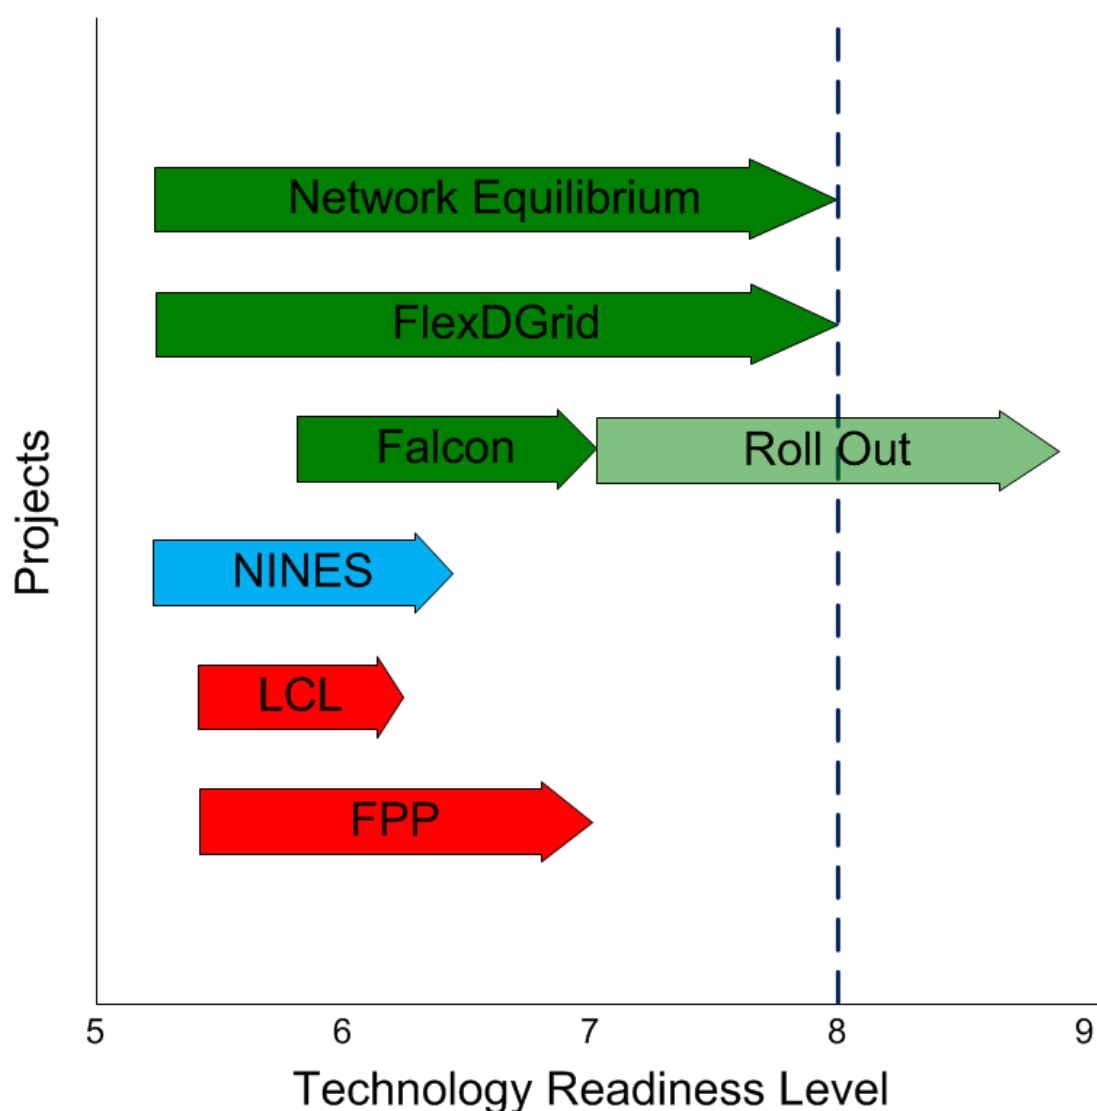 Network Equilibrium
FlexDGrid
Falcon
Roll Out
NINES
LCL
FPP
Projects
5
6
7
8
9
Technology Readiness Level